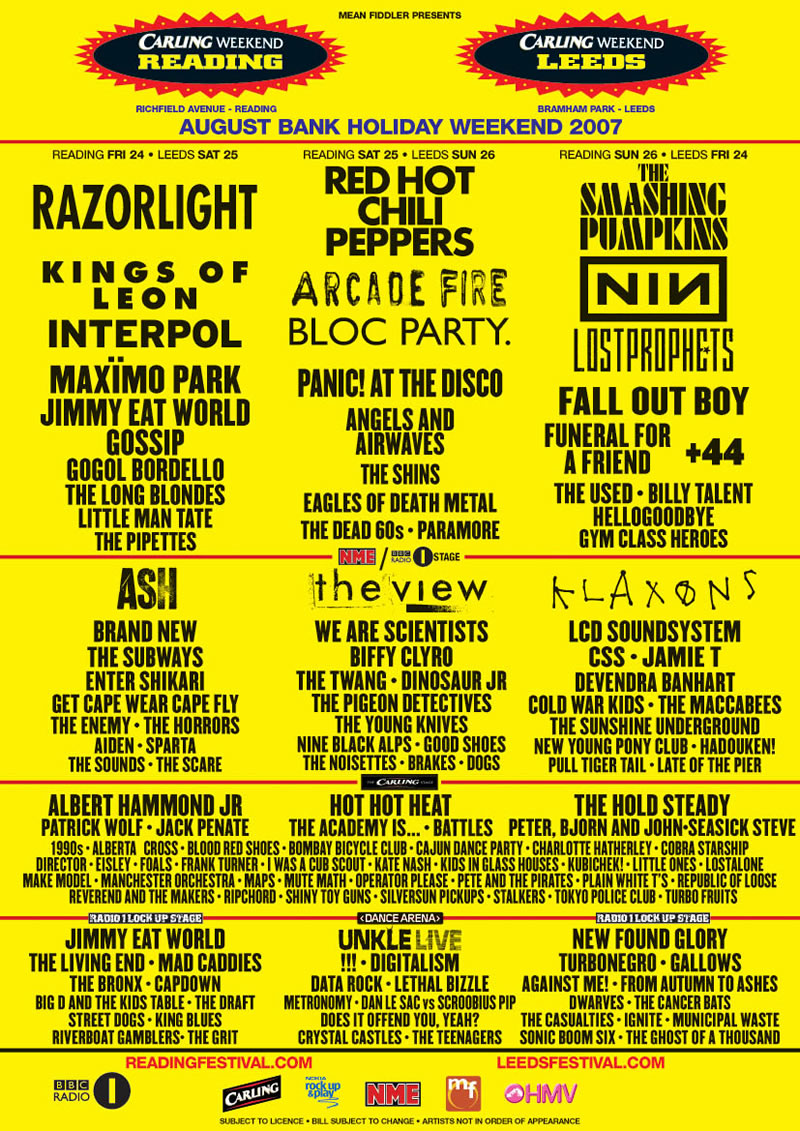 MEAN FIDDLER PRESENTS
CARLING WEEKEND
READING
CARLING WEEKEND
LEEDS
RICHFIELD AVENUE - READING
BRAMHAM PARK - LEEDS
AUGUST BANK HOLIDAY WEEKEND 2007
READING FRI 24 • LEEDS SAT 25
RAZORLIGHT
KINGS OF
LEON
INTERPOL
MAXÏMO PARK
JIMMY EAT WORLD
GOSSIP
GOGOL BORDELLO
THE LONG BLONDES
LITTLE MAN TATE
THE PIPETTES
READING SAT 25 • LEEDS SUN 26
RED HOT
CHILI
PEPPERS
ARCADE FIRE
BLOC PARTY.
PANIC! AT THE DISCO
ANGELS AND
AIRWAVES
THE SHINS
EAGLES OF DEATH METAL
THE DEAD 60s • PARAMORE
READING SUN 26 • LEEDS FRI 24
THE
SMASHING
PUMPKINS
NIN
LOSTPROPHETS
FALL OUT BOY
FUNERAL FOR
A FRIEND
+44
THE USED • BILLY TALENT
HELLOGOODBYE
GYM CLASS HEROES
NME / BBC RADIO 1 STAGE
ASH
BRAND NEW
THE SUBWAYS
ENTER SHIKARI
GET CAPE WEAR CAPE FLY
THE ENEMY • THE HORRORS
AIDEN • SPARTA
THE SOUNDS • THE SCARE
the view
WE ARE SCIENTISTS
BIFFY CLYRO
THE TWANG • DINOSAUR JR
THE PIGEON DETECTIVES
THE YOUNG KNIVES
NINE BLACK ALPS • GOOD SHOES
THE NOISETTES • BRAKES • DOGS
KLAXONS
LCD SOUNDSYSTEM
CSS • JAMIE T
DEVENDRA BANHART
COLD WAR KIDS • THE MACCABEES
THE SUNSHINE UNDERGROUND
NEW YOUNG PONY CLUB • HADOUKEN!
PULL TIGER TAIL • LATE OF THE PIER
THE CARLING STAGE
ALBERT HAMMOND JR
PATRICK WOLF • JACK PENATE
HOT HOT HEAT
THE ACADEMY IS... • BATTLES
THE HOLD STEADY
PETER, BJORN AND JOHN•SEASICK STEVE
1990s • ALBERTA CROSS • BLOOD RED SHOES • BOMBAY BICYCLE CLUB • CAJUN DANCE PARTY • CHARLOTTE HATHERLEY • COBRA STARSHIP
DIRECTOR • EISLEY • FOALS • FRANK TURNER • I WAS A CUB SCOUT • KATE NASH • KIDS IN GLASS HOUSES • KUBICHEK! • LITTLE ONES • LOSTALONE
MAKE MODEL • MANCHESTER ORCHESTRA • MAPS • MUTE MATH • OPERATOR PLEASE • PETE AND THE PIRATES • PLAIN WHITE T'S • REPUBLIC OF LOOSE
REVEREND AND THE MAKERS • RIPCHORD • SHINY TOY GUNS • SILVERSUN PICKUPS • STALKERS • TOKYO POLICE CLUB • TURBO FRUITS
RADIO 1 LOCK UP STAGE
JIMMY EAT WORLD
THE LIVING END • MAD CADDIES
THE BRONX • CAPDOWN
BIG D AND THE KIDS TABLE • THE DRAFT
STREET DOGS • KING BLUES
RIVERBOAT GAMBLERS• THE GRIT
<DANCE ARENA>
UNKLE LIVE
!!! • DIGITALISM
DATA ROCK • LETHAL BIZZLE
METRONOMY • DAN LE SAC vs SCROOBIUS PIP
DOES IT OFFEND YOU, YEAH?
CRYSTAL CASTLES • THE TEENAGERS
RADIO 1 LOCK UP STAGE
NEW FOUND GLORY
TURBONEGRO • GALLOWS
AGAINST ME! • FROM AUTUMN TO ASHES
DWARVES • THE CANCER BATS
THE CASUALTIES • IGNITE • MUNICIPAL WASTE
SONIC BOOM SIX • THE GHOST OF A THOUSAND
READINGFESTIVAL.COM
LEEDSFESTIVAL.COM
BBC
RADIO 1
CARLING
NOKIA
rock up
&play
NME
mf
HMV
SUBJECT TO LICENCE • BILL SUBJECT TO CHANGE • ARTISTS NOT IN ORDER OF APPEARANCE